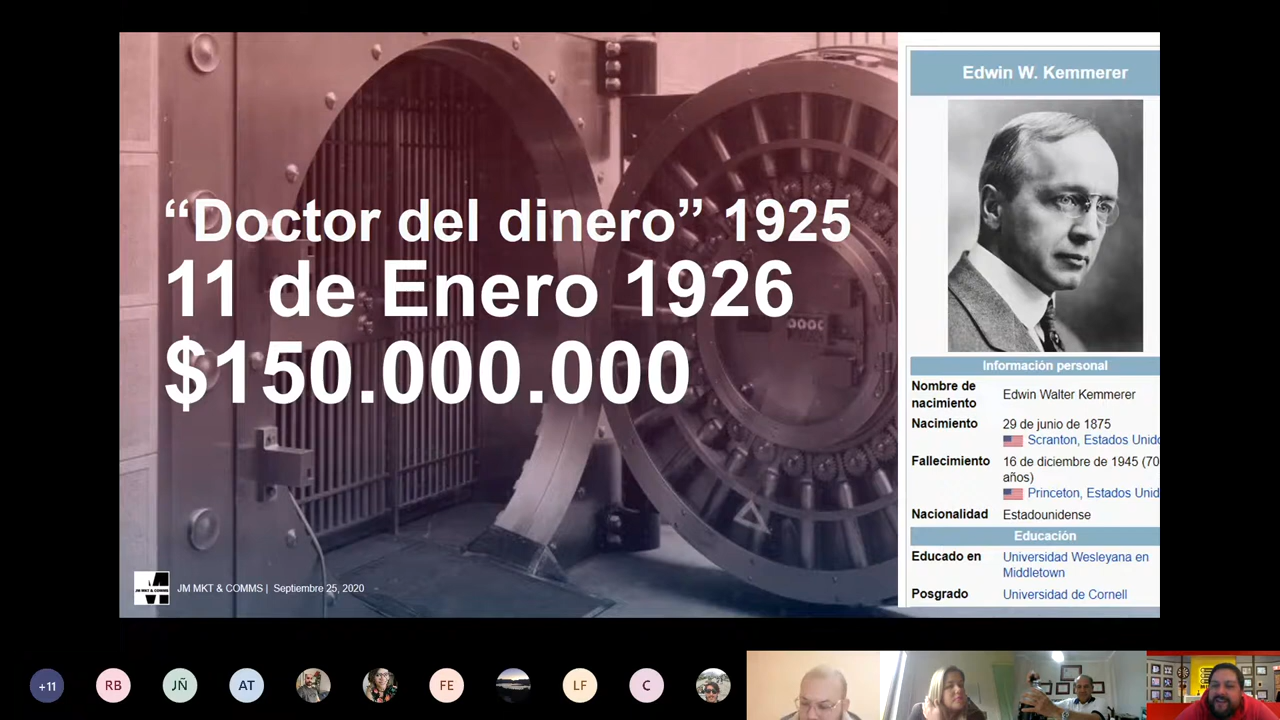 “Doctor del dinero” 1925
11 de Enero 1926
$150.000.000
JM MKT & COMMS
JM MKT & COMMS | Septiembre 25, 2020
Edwin W. Kemmerer
Información personal
Nombre de nacimiento
Edwin Walter Kemmerer
Nacimiento
29 de junio de 1875
Scranton, Estados Unid
Fallecimiento
16 de diciembre de 1945 (70
años)
Princeton, Estados Unid
Nacionalidad
Estadounidense
Educación
Educado en
Universidad Wesleyana en
Middletown
Posgrado
Universidad de Cornell
+11
RB
JÑ
AT
FE
LF
C